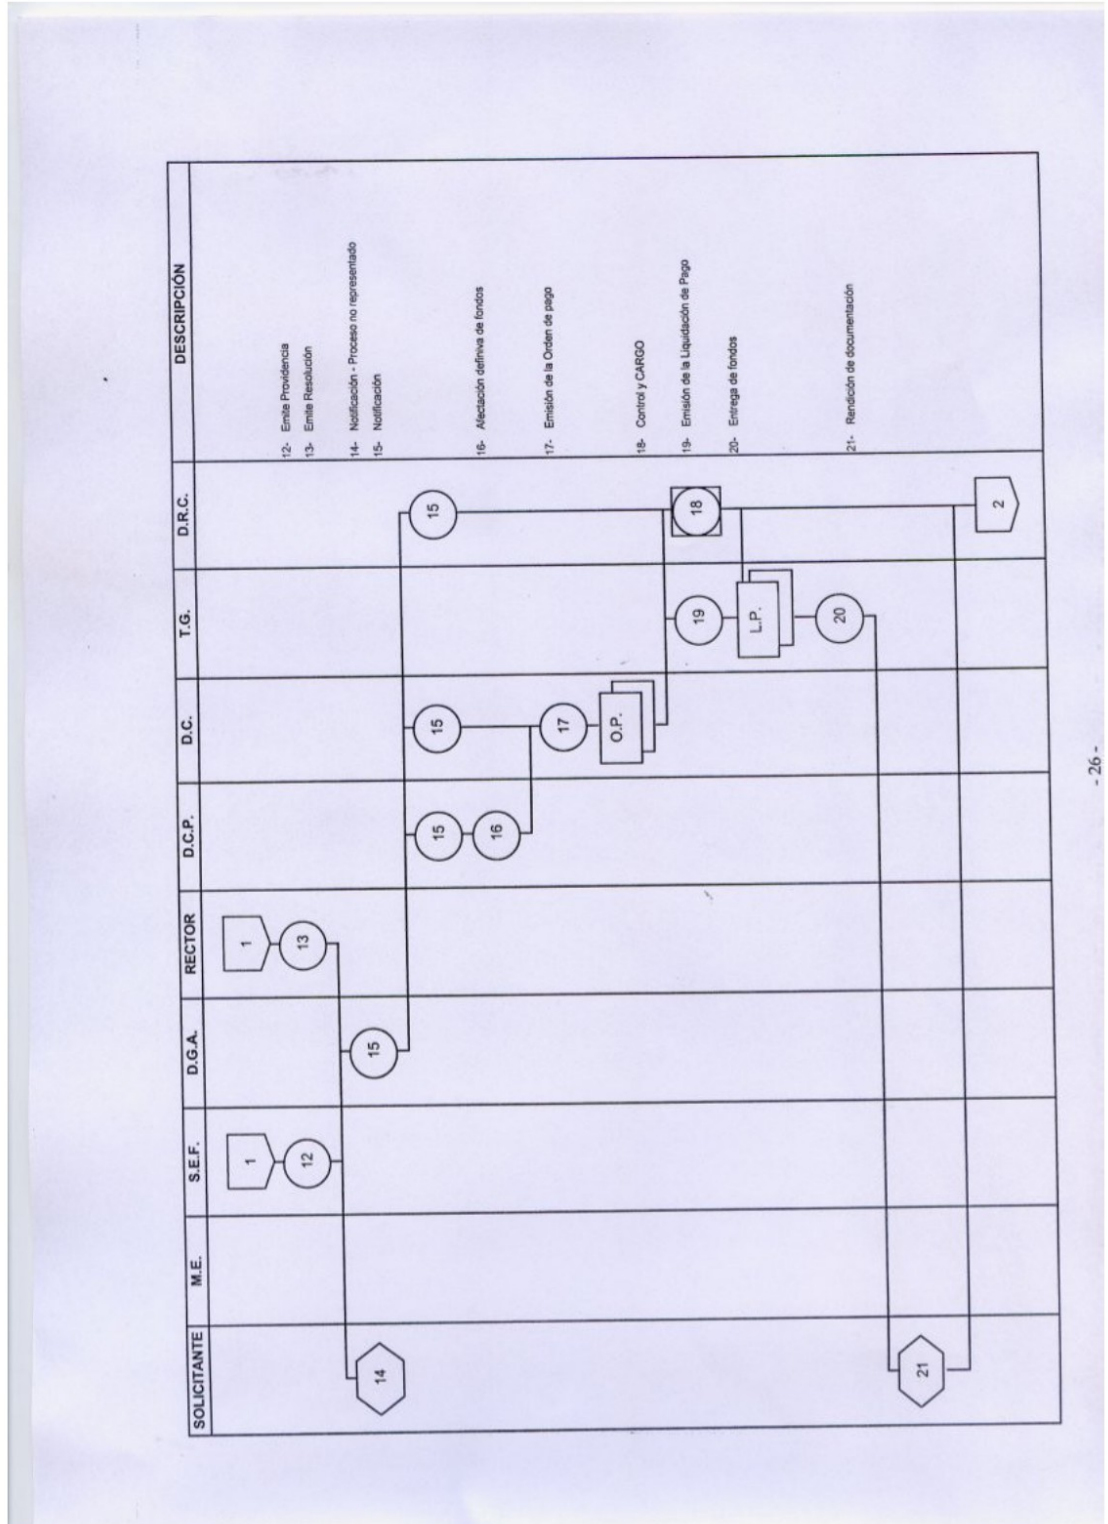 SOLICITANTE M.E. S.E.F. D.G.A. RECTOR D.C.P. D.C. T.G. D.R.C. DESCRIPCIÓN
1 1
12 13
12- Emite Providencia
13- Emite Resolución
14 15
14- Notificación - Proceso no representado
15- Notificación
15 15 15
16
16- Afectación definiva de fondos
17
17- Emisión de la Orden de pago
O.P.
18- Control y CARGO
19 18
19- Emisión de la Liquidación de Pago
L.P.
20- Entrega de fondos
20
21- Rendición de documentación
21
2
- 26 -